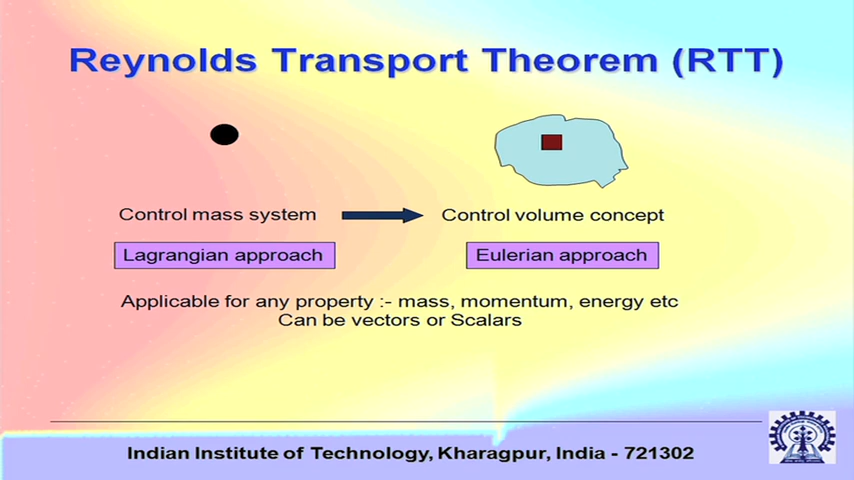 Reynolds Transport Theorem (RTT)
Control mass system
Control volume concept
Lagrangian approach
Eulerian approach
Applicable for any property :- mass, momentum, energy etc
Can be vectors or Scalars
Indian Institute of Technology, Kharagpur, India - 721302